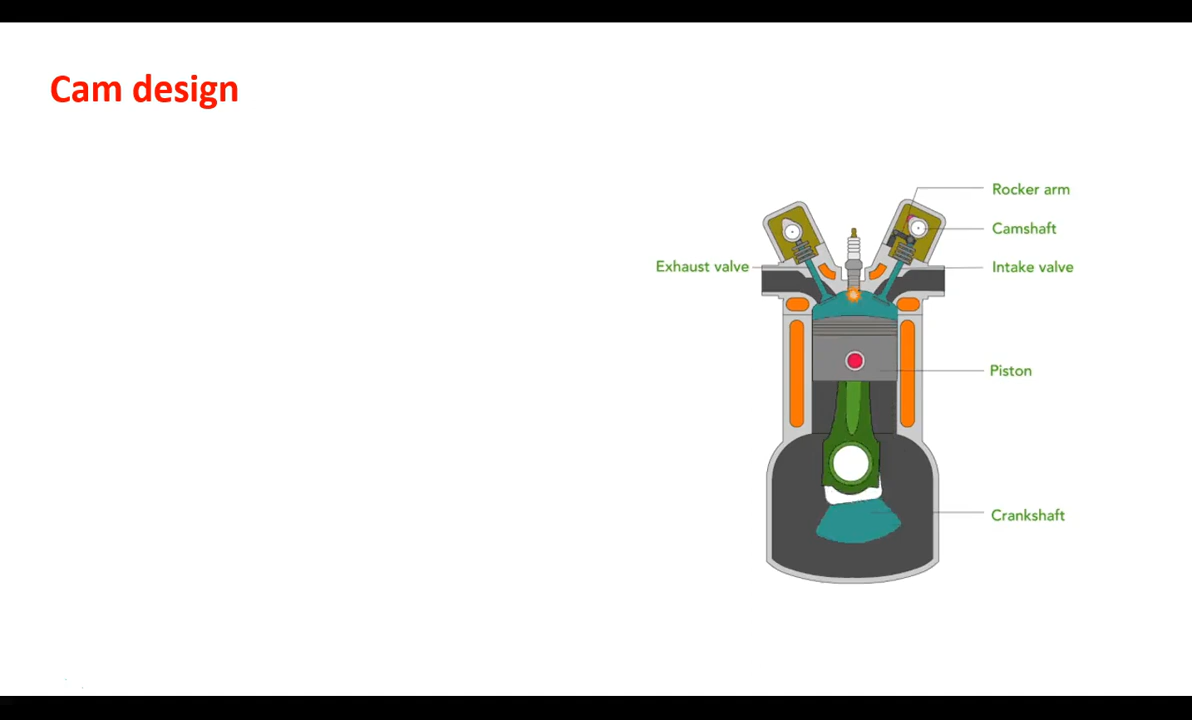 Cam design
Rocker arm
Camshaft
Exhaust valve
Intake valve
Piston
Crankshaft